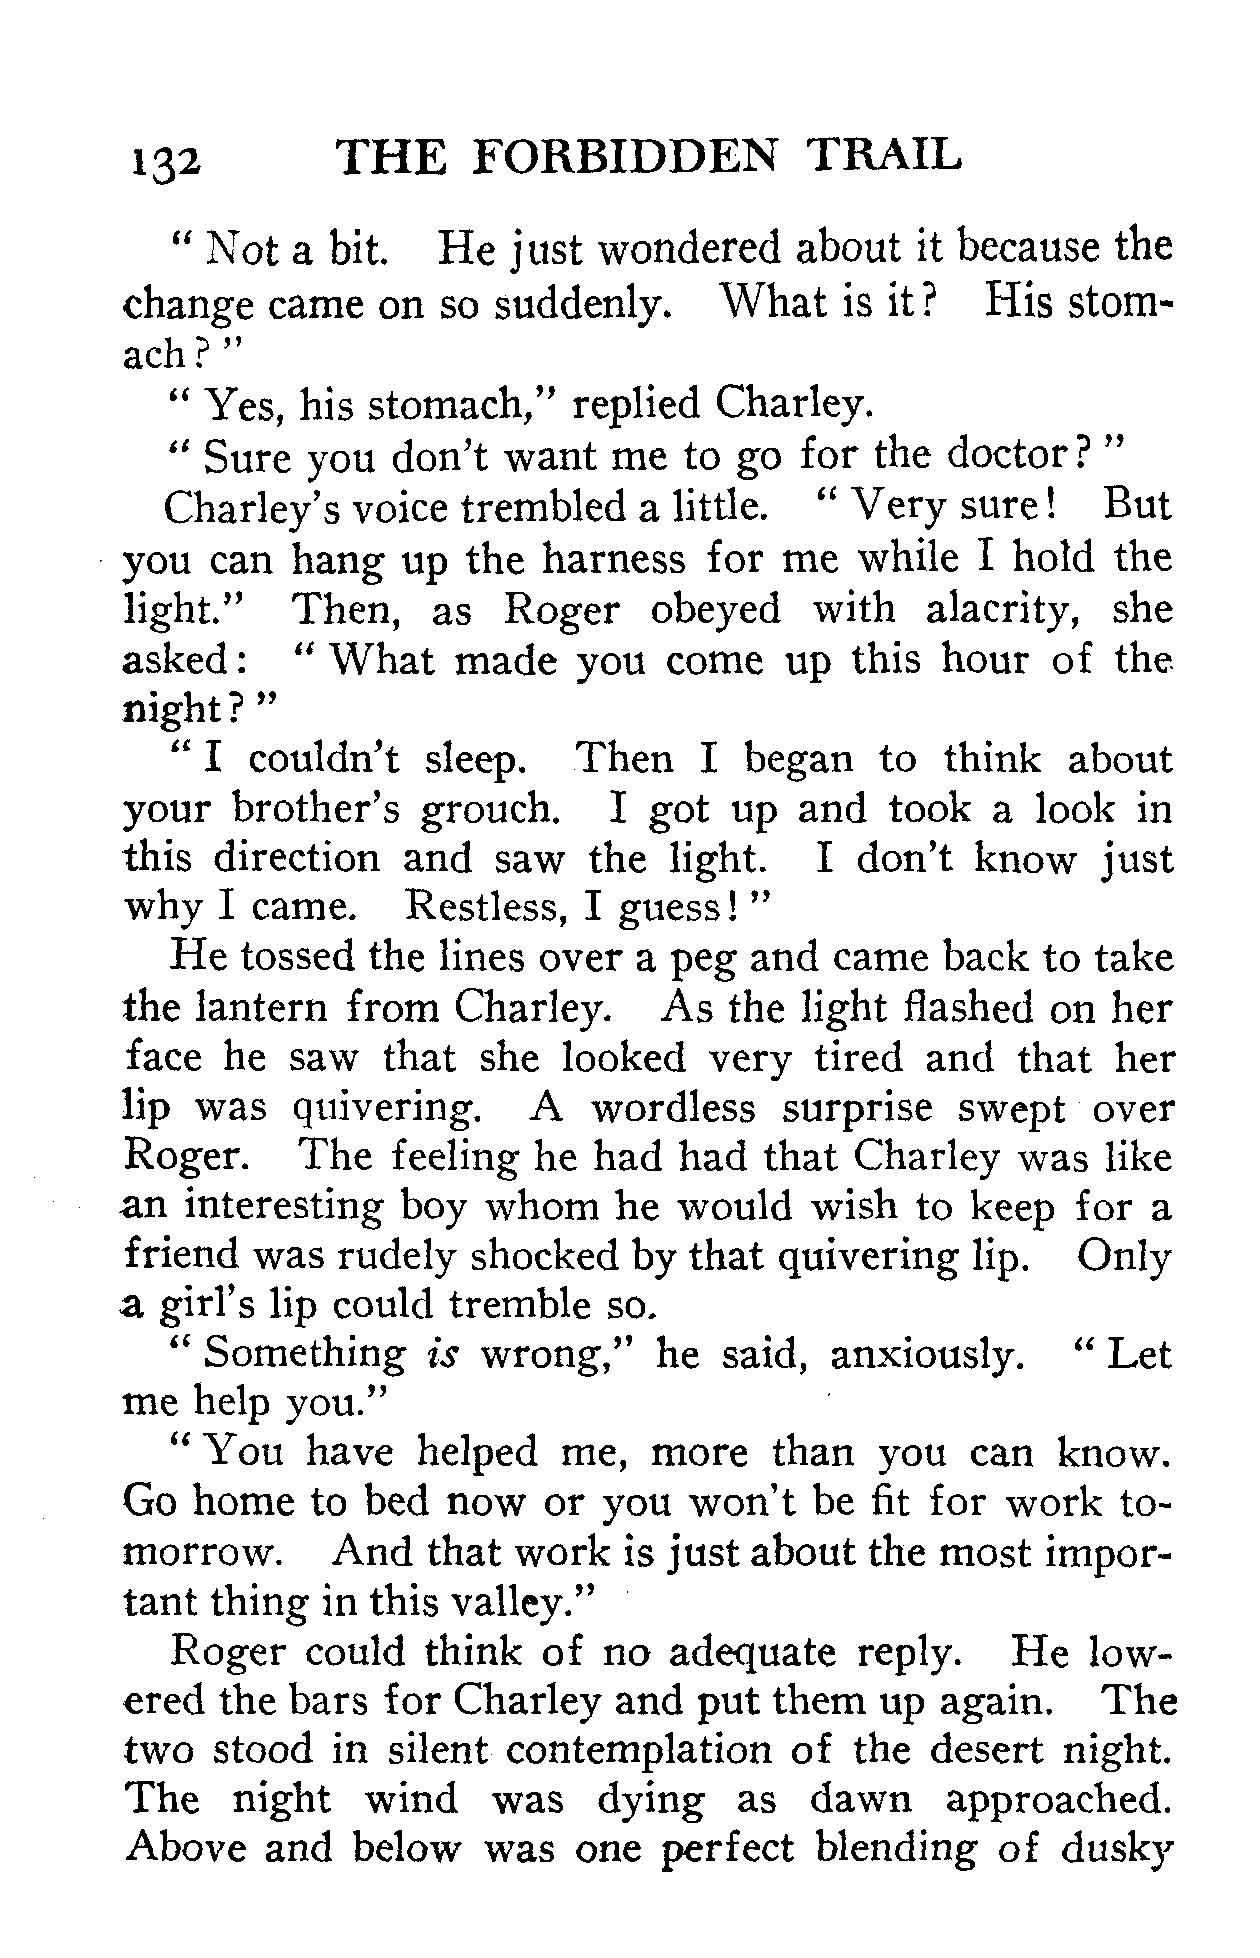 132 THE FORBIDDEN TRAIL
" Not a bit. He just wondered about it because the
change came on so suddenly. What is it? His stom-
ach? "
" Yes, his stomach," replied Charley.
" Sure you don't want me to go for the doctor? "
Charley's voice trembled a little. " Very sure! But
you can hang up the harness for me while I hold the
light." Then, as Roger obeyed with alacrity, she
asked: " What made you come up this hour of the
night? "
" I couldn't sleep. Then I began to think about
your brother's grouch. I got up and took a look in
this direction and saw the light. I don't know just
why I came. Restless, I guess! "
He tossed the lines over a peg and came back to take
the lantern from Charley. As the light flashed on her
face he saw that she looked very tired and that her
lip was quivering. A wordless surprise swept over
Roger. The feeling he had had that Charley was like
an interesting boy whom he would wish to keep for a
friend was rudely shocked by that quivering lip. Only
a girl's lip could tremble so.
" Something is wrong," he said, anxiously. " Let
me help you."
" You have helped me, more than you can know.
Go home to bed now or you won't be fit for work to-
morrow. And that work is just about the most impor-
tant thing in this valley."
Roger could think of no adequate reply. He low-
ered the bars for Charley and put them up again. The
two stood in silent contemplation of the desert night.
The night wind was dying as dawn approached.
Above and below was one perfect blending of dusky